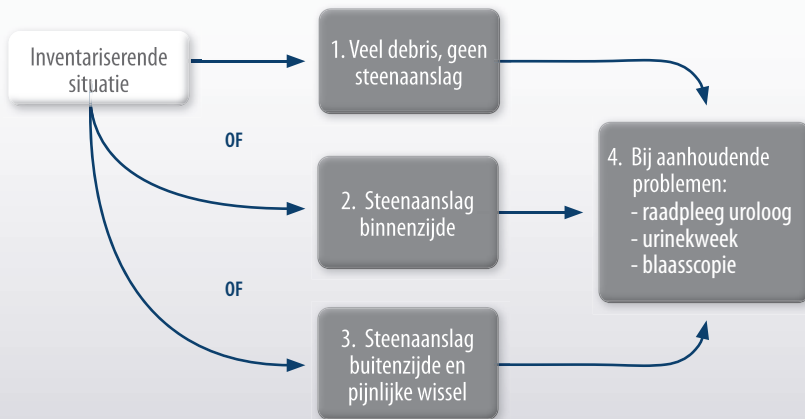 Inventariserende
situatie
1. Veel debris, geen
steenaanslag
OF
2. Steenaanslag
binnenzijde
OF
3. Steenaanslag
buitenzijde en
pijnlijke wissel
4. Bij aanhoudende
problemen:
- raadpleeg uroloog
- urinekweek
- blaasscopie